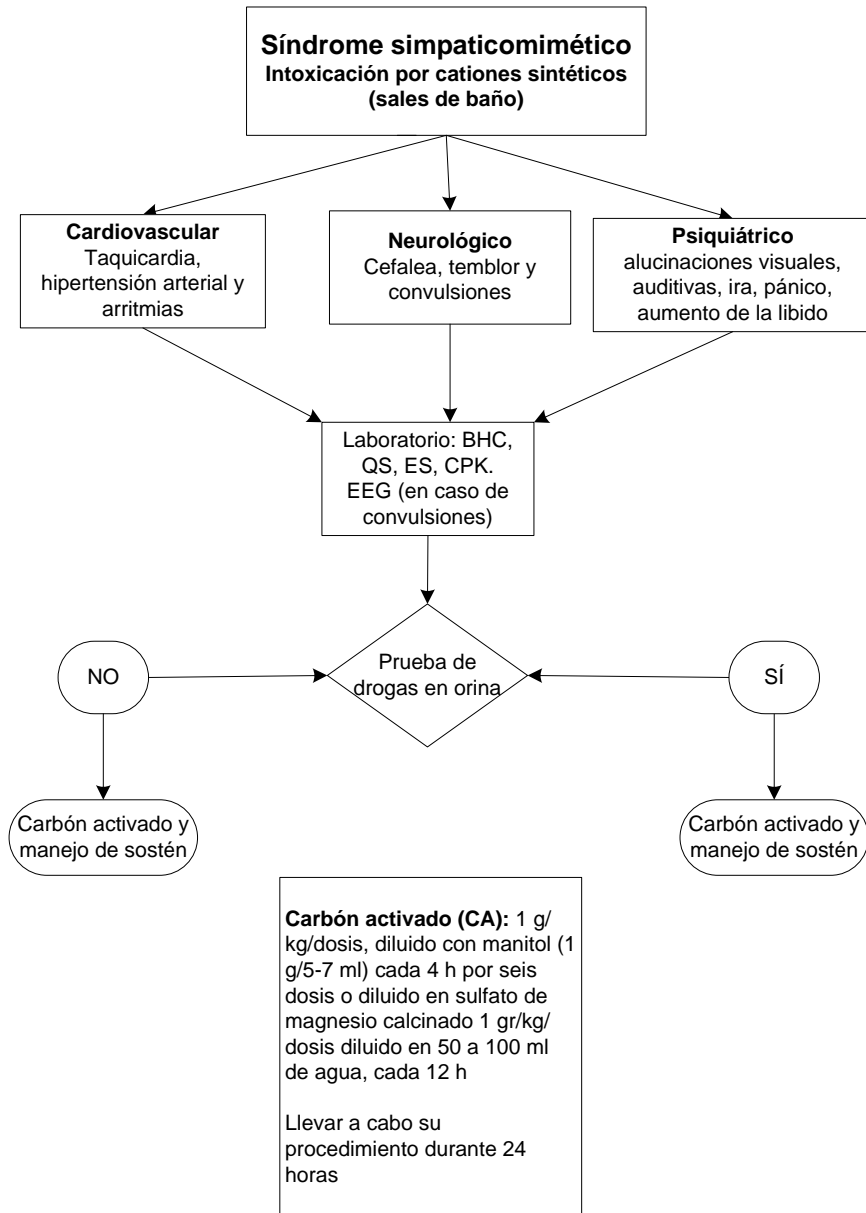 Síndrome simpaticomimético
Intoxicación por cationes sintéticos
(sales de baño)
Cardiovascular
Taquicardia,
hipertensión arterial y
arritmias
Neurológico
Cefalea, temblor y
convulsiones
Psiquiátrico
alucinaciones visuales,
auditivas, ira, pánico,
aumento de la libido
Laboratorio: BHC,
QS, ES, CPK.
EEG (en caso de
convulsiones)
NO
Prueba de
drogas en orina
SÍ
Carbón activado y
manejo de sostén
Carbón activado y
manejo de sostén
Carbón activado (CA): 1 g/
kg/dosis, diluido con manitol (1
g/5-7 ml) cada 4 h por seis
dosis o diluido en sulfato de
magnesio calcinado 1 gr/kg/
dosis diluido en 50 a 100 ml
de agua, cada 12 h
Llevar a cabo su
procedimiento durante 24
horas